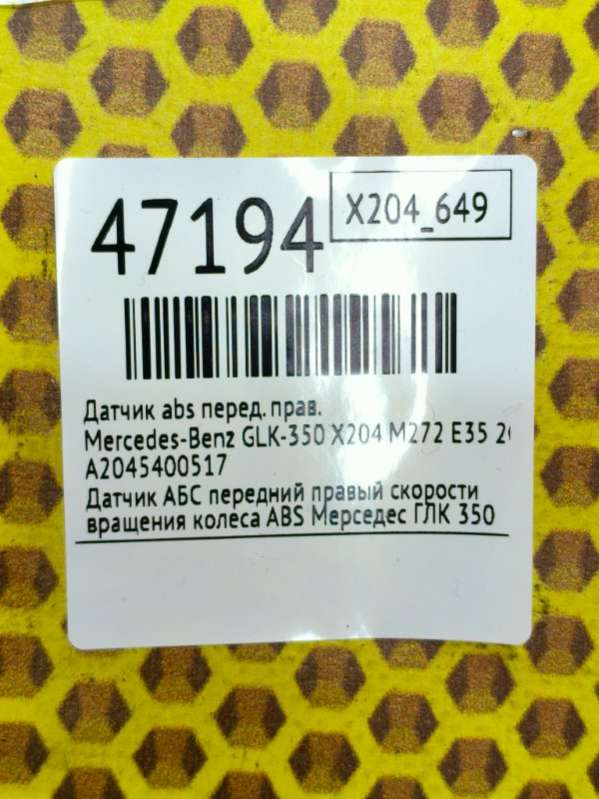 47194
X204_649
Датчик abs перед. прав.
Mercedes-Benz GLK-350 X204 M272 E35
A2045400517
Датчик АБС передний правый скорости
вращения колеса ABS Мерседес ГЛК 350